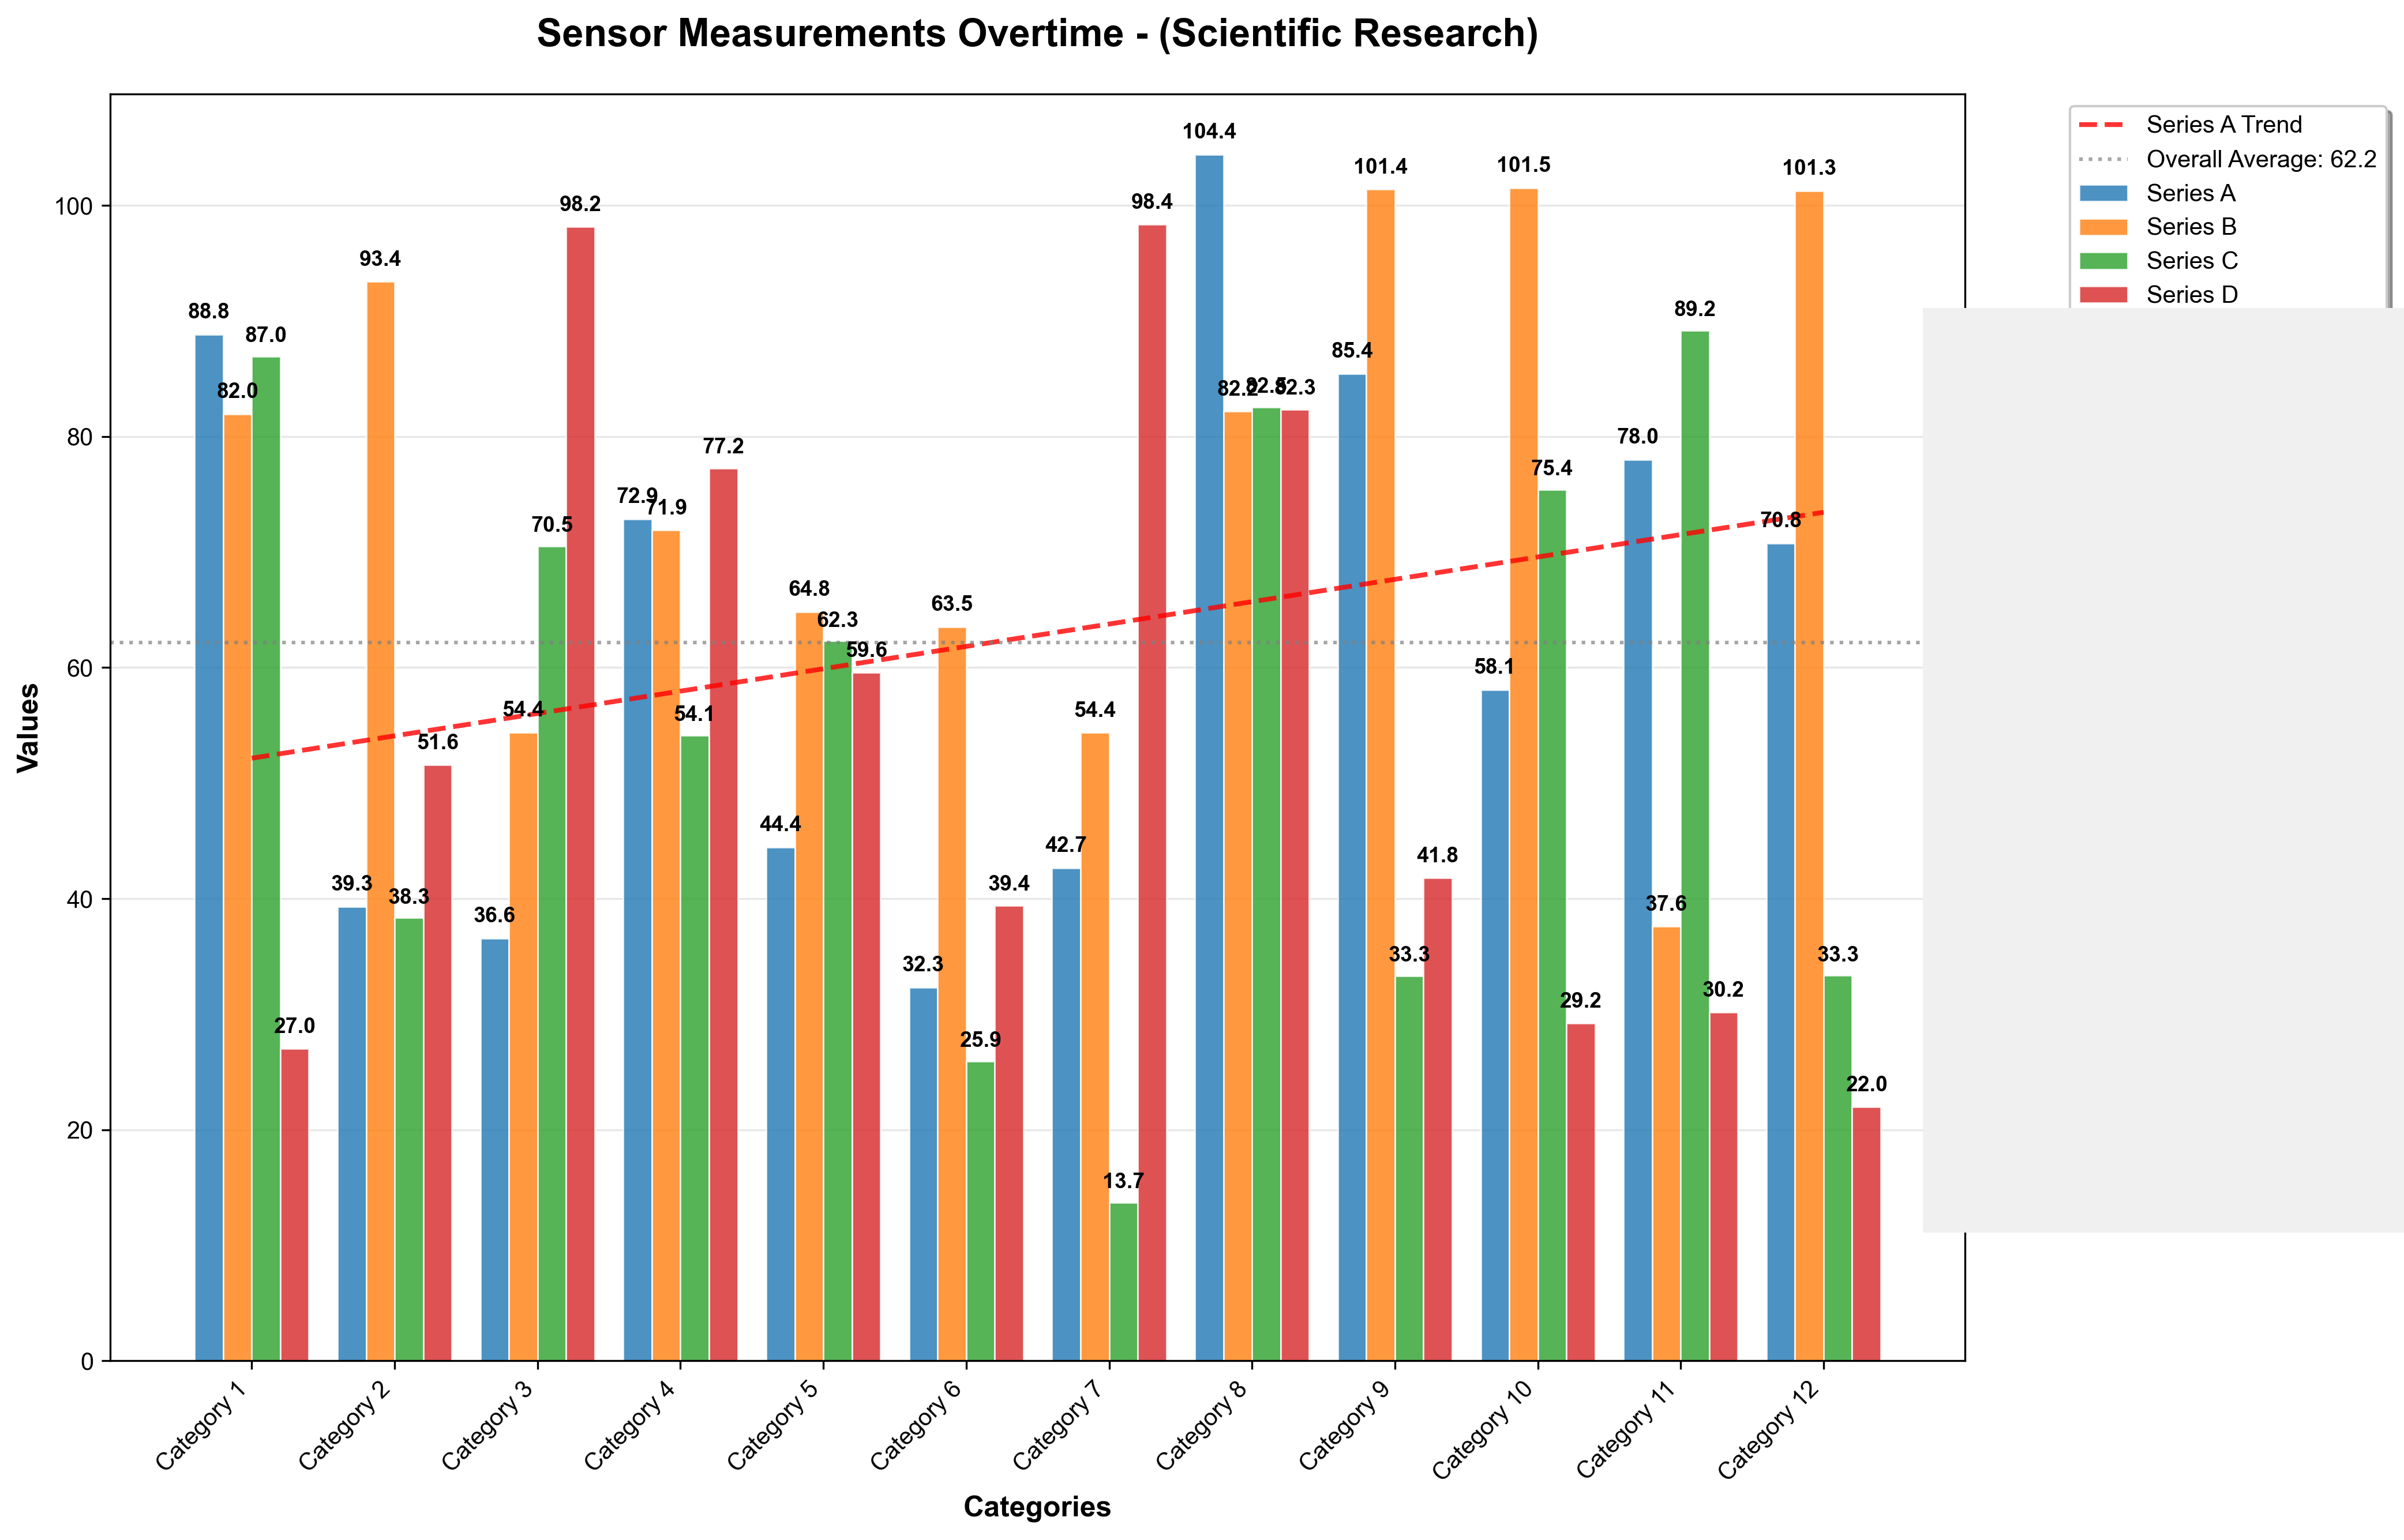 Sensor Measurements Overtime - (Scientific Research)
Series A Trend
Overall Average: 62.2
Series A
Series B
Series C
Series D
Values
100
80
60
40
20
0
88.8
82.0
87.0
27.0
39.3
93.4
38.3
51.6
36.6
54.4
70.5
98.2
72.9
71.9
54.1
77.2
44.4
64.8
62.3
59.6
32.3
63.5
25.9
39.4
42.7
54.4
13.7
98.4
104.4
82.2
82.5
82.3
85.4
101.4
33.3
41.8
58.1
101.5
75.4
29.2
78.0
37.6
89.2
30.2
70.8
101.3
33.3
22.0
Category 1
Category 2
Category 3
Category 4
Category 5
Category 6
Category 7
Category 8
Category 9
Category 10
Category 11
Category 12
Categories